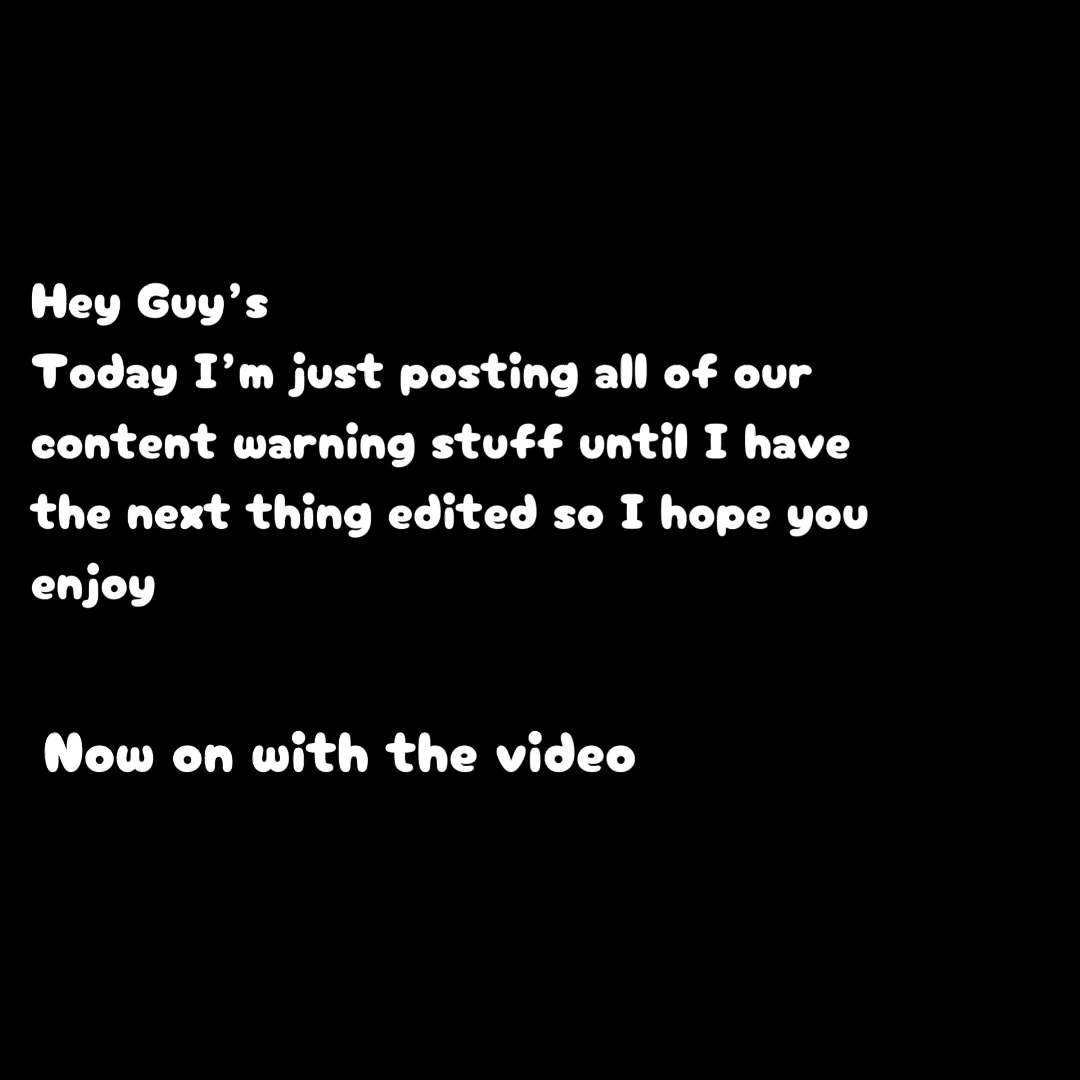 Hey Guy’s
Today I’m just posting all of our
content warning stuff until I have
the next thing edited so I hope you
enjoy
Now on with the video